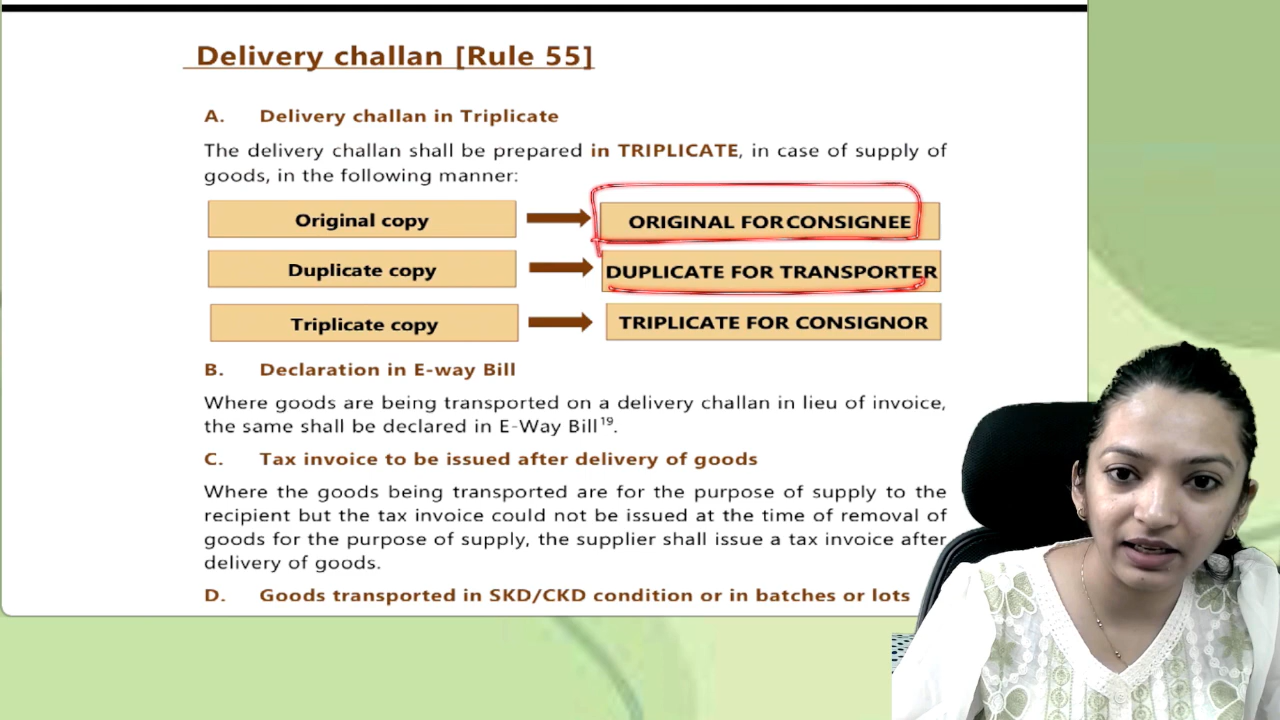 Delivery challan [Rule 55]
A. Delivery challan in Triplicate
The delivery challan shall be prepared in TRIPLICATE, in case of supply of
goods, in the following manner:
Original copy ORIGINAL FOR CONSIGNEE
Duplicate copy DUPLICATE FOR TRANSPORTER
Triplicate copy TRIPLICATE FOR CONSIGNOR
B. Declaration in E-way Bill
Where goods are being transported on a delivery challan in lieu of invoice,
the same shall be declared in E-Way Bill¹⁹.
C. Tax invoice to be issued after delivery of goods
Where the goods being transported are for the purpose of supply to the
recipient but the tax invoice could not be issued at the time of removal of
goods for the purpose of supply, the supplier shall issue a tax invoice after
delivery of goods.
D. Goods transported in SKD/CKD condition or in batches or lots